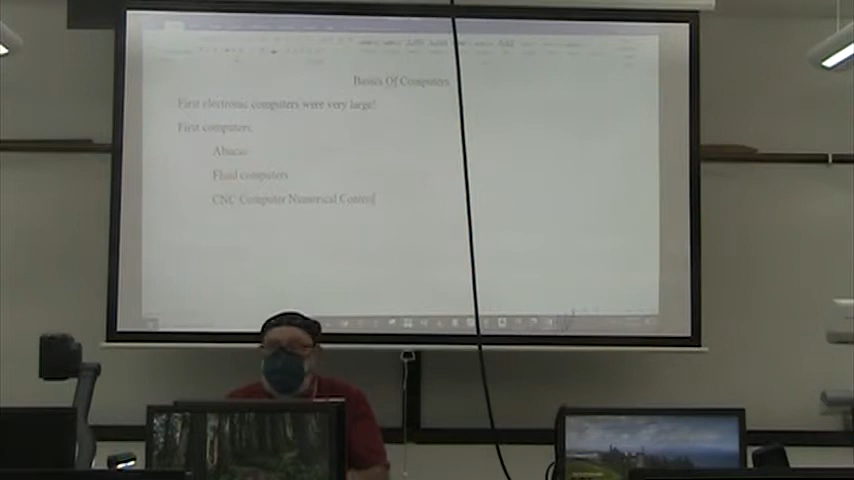 Basics Of Computers
First electronic computers were very large!
First computers
Abacus
Fluid computers
CNC Computer Numerical Control